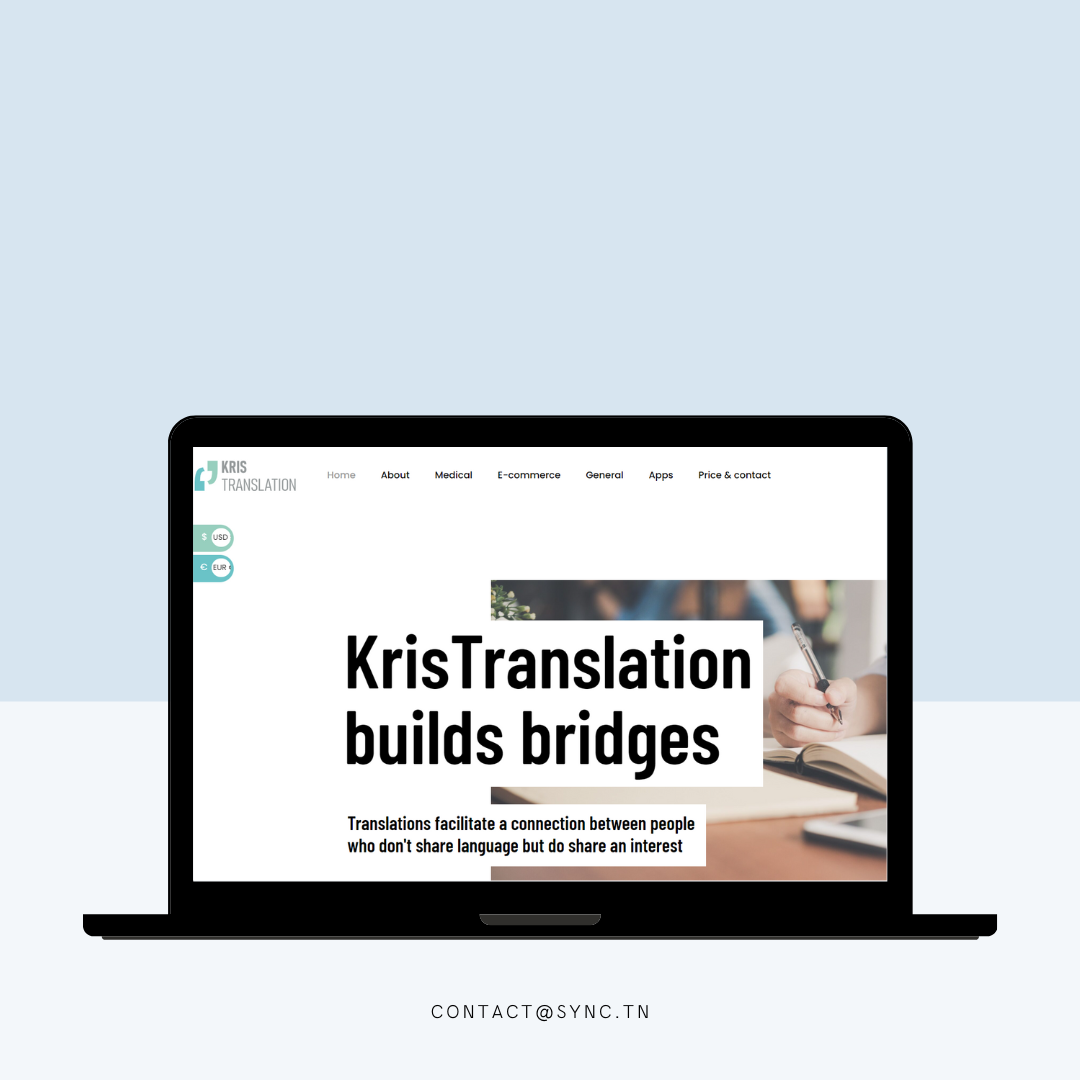 KRIS
TRANSLATION
Home About Medical E-commerce General Apps Price & contact
$ USD
€ EUR €
KrisTranslation
builds bridges
Translations facilitate a connection between people
who don't share language but do share an interest
CONTACT@SYNC.TN